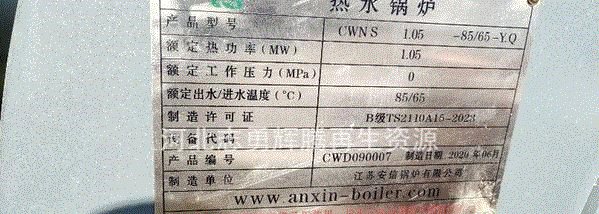 热水锅炉
产品型号 CWNS 1.05 -85/65-Y.Q
额定热功率(MW) 1.05
额定工作压力(MPa) 0
额定出水/进水温度(℃) 85/65
制造许可证 B级TS2110A15-2023
设备代码
产品编号 CWD090007 制造日期 2020年06月
制造单位 江苏安信锅炉有限公司
www.anxin-boiler.com